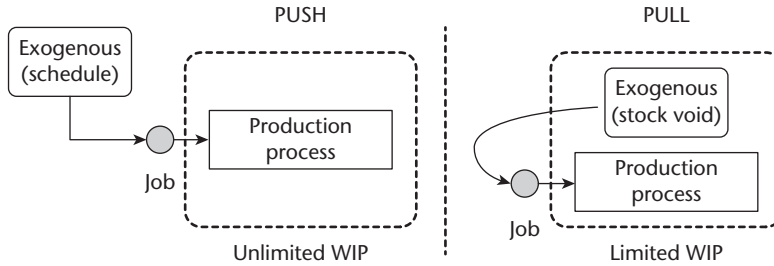 PUSH
Exogenous
(schedule)
Production
process
Job
Unlimited WIP
PULL
Exogenous
(stock void)
Production
process
Job
Limited WIP